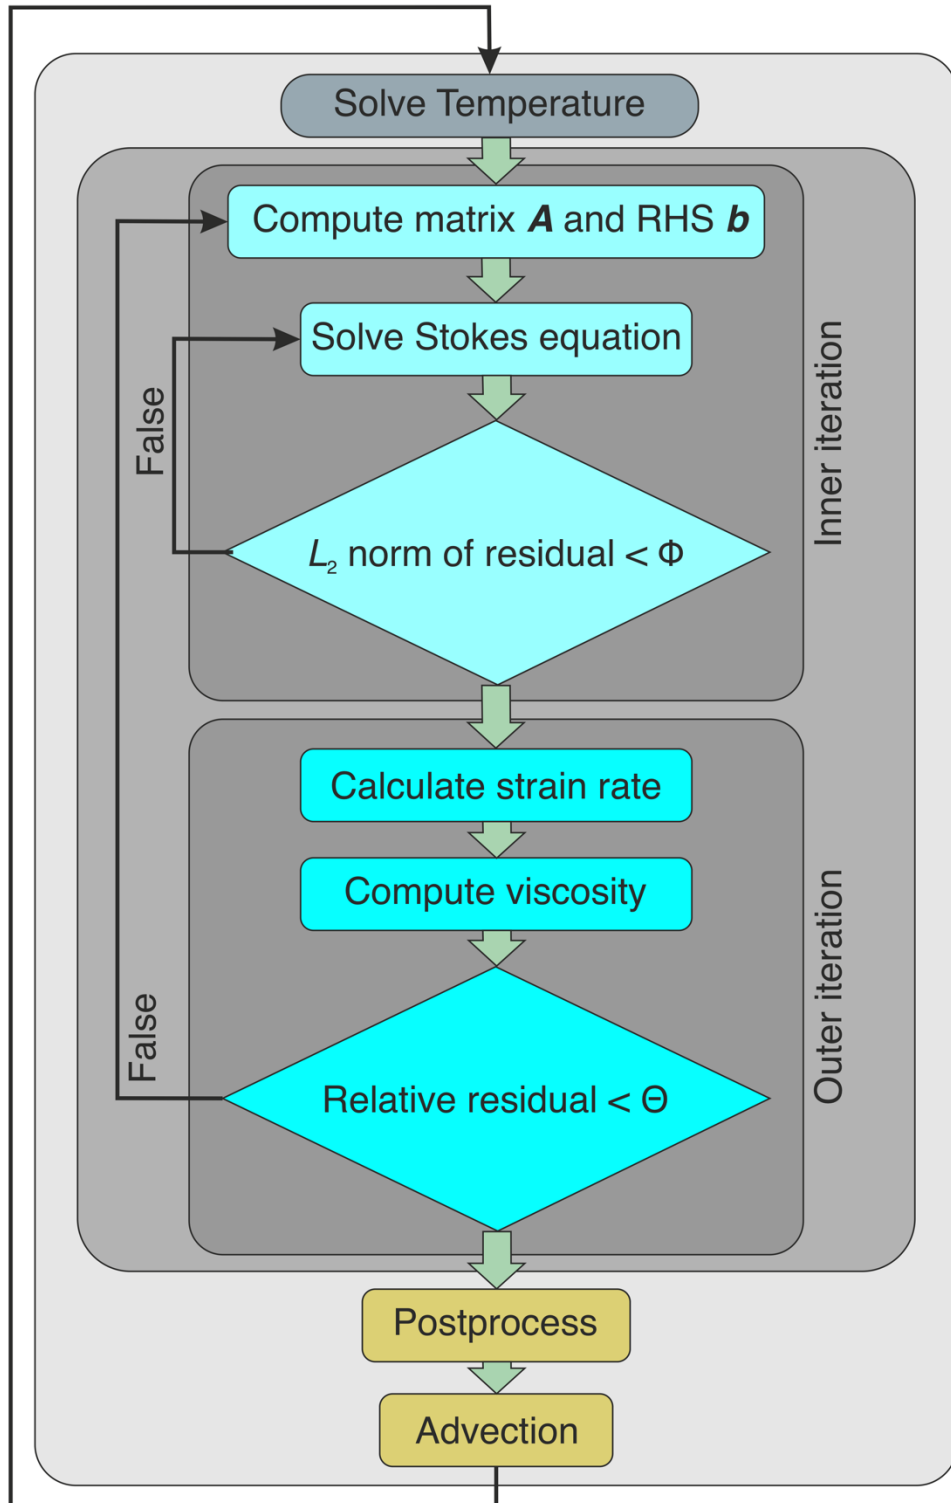 Solve Temperature
Compute matrix A and RHS b
Solve Stokes equation
False
Inner iteration
L₂ norm of residual < Φ
Calculate strain rate
Compute viscosity
Outer iteration
False
Relative residual < Θ
Postprocess
Advection